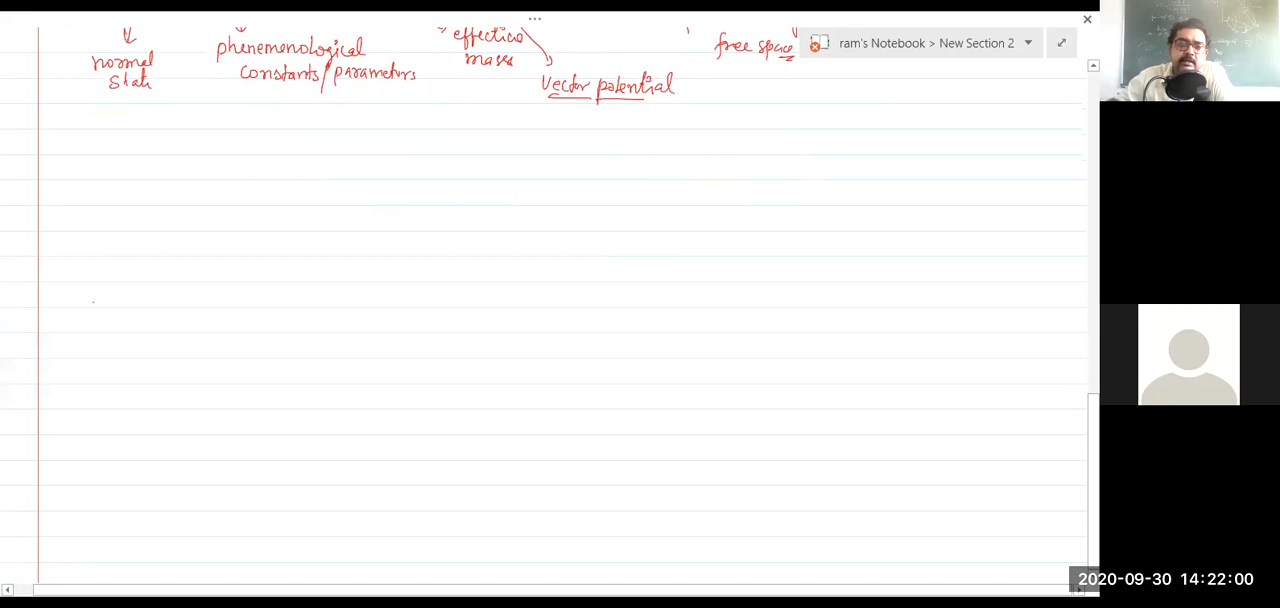 effective
free space
ram's Notebook > New Section 2
phenemonological
normal
constants/parameters
mass
State
vector potential
2020-09-30 14:22:00